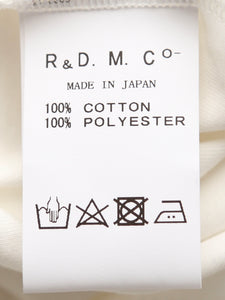 R & D. M. Co-
MADE IN JAPAN
100% COTTON
100% POLYESTER